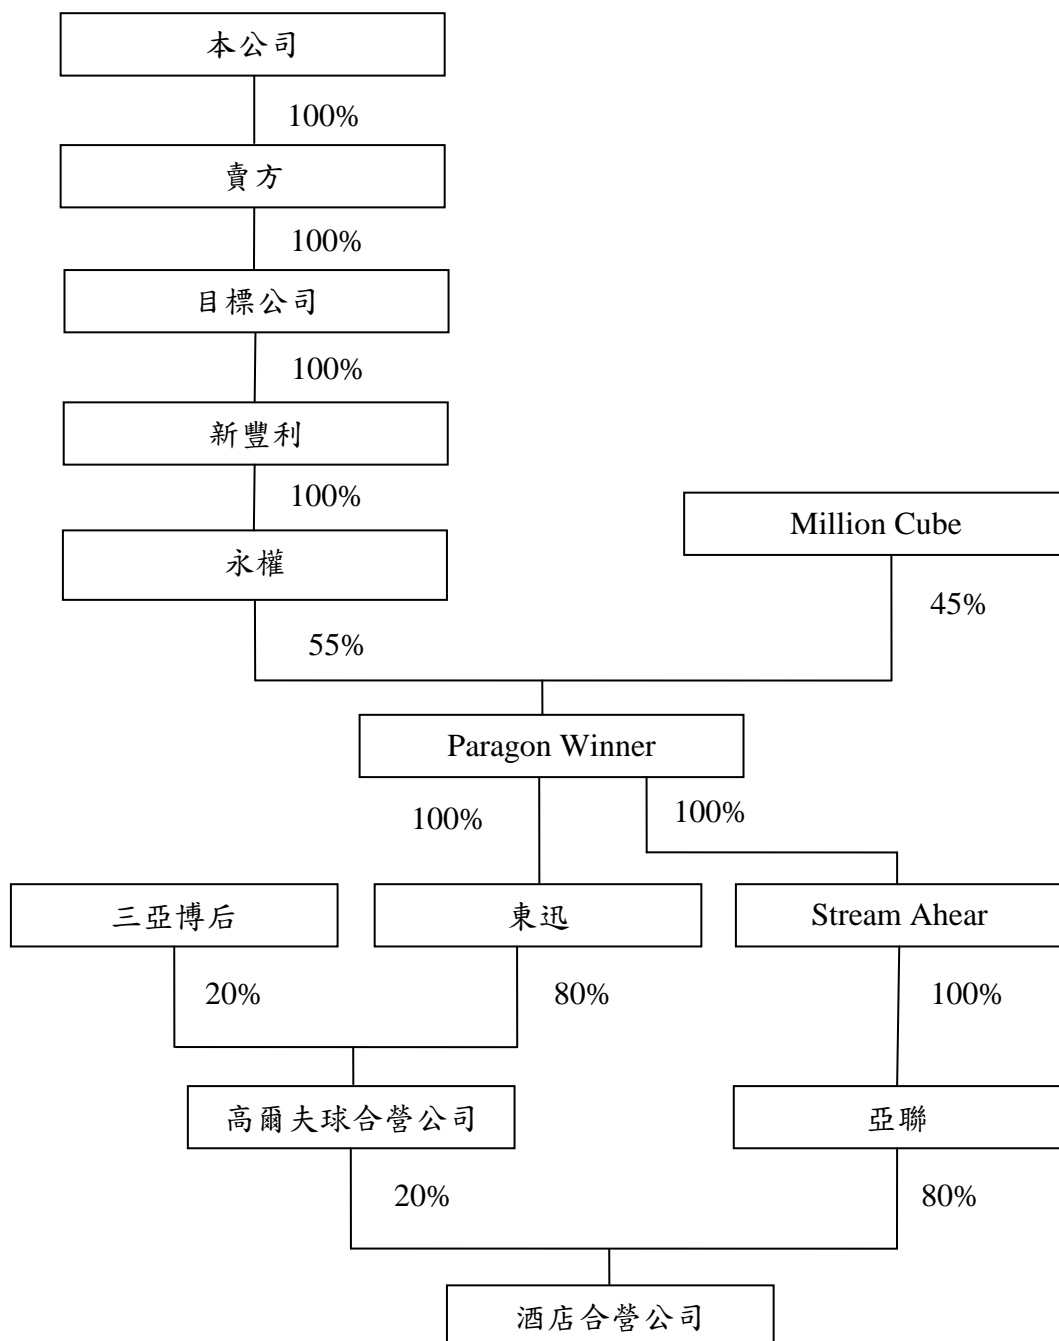 本公司
100%
賣方
100%
目標公司
100%
新豐利
100%
Million Cube
永權
45%
55%
Paragon Winner
100%
100%
三亞博后
東迅
Stream Ahear
20%
80%
100%
高爾夫球合營公司
亞聯
20%
80%
酒店合營公司